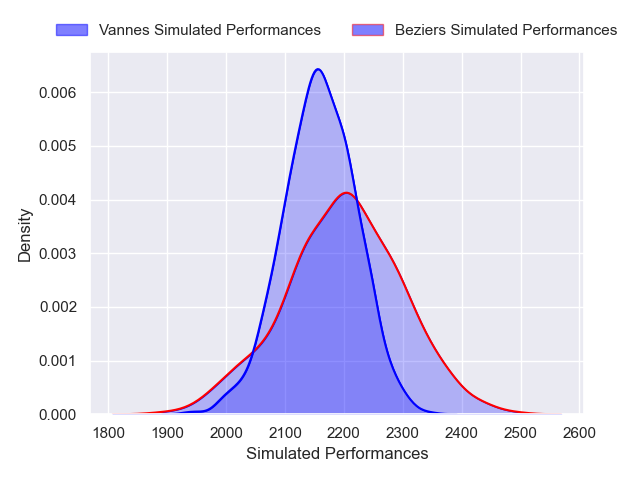 Vannes Simulated Performances Beziers Simulated Performances
0.006
0.005
0.004
0.003
0.002
0.001
0.000
Density
1800 1900 2000 2100 2200 2300 2400 2500 2600
Simulated Performances